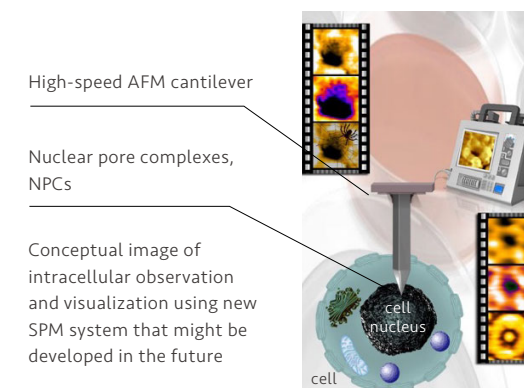 High-speed AFM cantilever
Nuclear pore complexes,
NPCs
Conceptual image of
intracellular observation
and visualization using new
SPM system that might be
developed in the future
cell
nucleus
cell